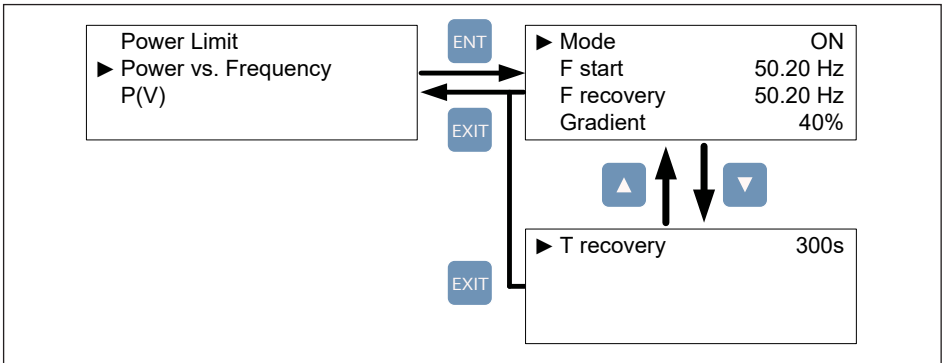 Power Limit
► Power vs. Frequency
P(V)
ENT
EXIT
► Mode ON
F start 50.20 Hz
F recovery 50.20 Hz
Gradient 40%
▲ ▼
EXIT
► T recovery 300s